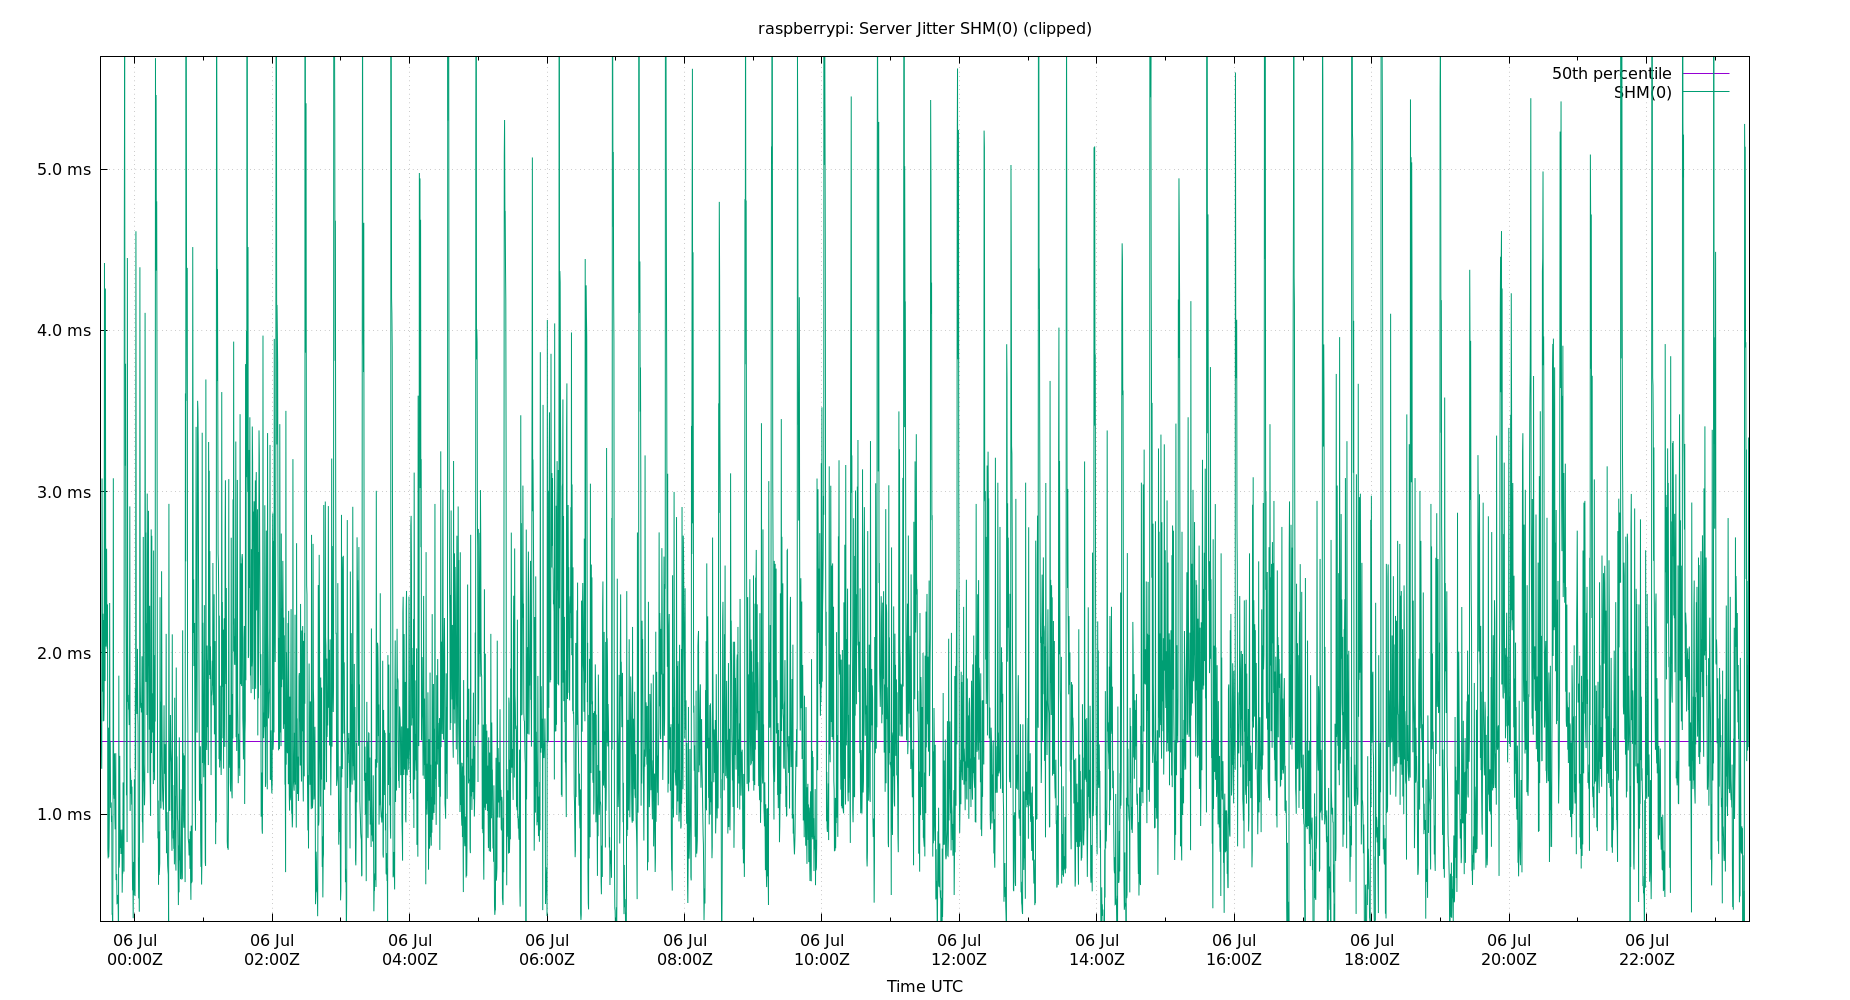 raspberrypi: Server Jitter SHM(0) (clipped)
50th percentile
SHM(0)
5.0 ms
4.0 ms
3.0 ms
2.0 ms
1.0 ms
06 Jul 06 Jul 06 Jul 06 Jul 06 Jul 06 Jul 06 Jul 06 Jul 06 Jul 06 Jul 06 Jul 06 Jul
00:00Z 02:00Z 04:00Z 06:00Z 08:00Z 10:00Z 12:00Z 14:00Z 16:00Z 18:00Z 20:00Z 22:00Z
Time UTC